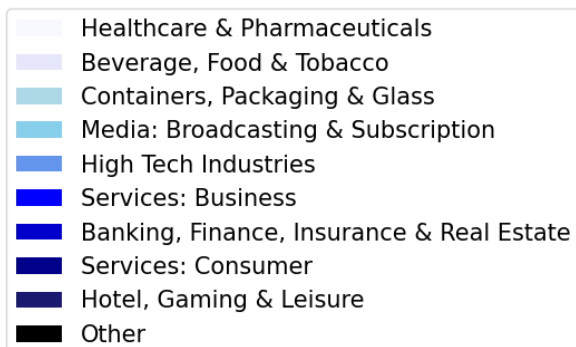 Healthcare & Pharmaceuticals
Beverage, Food & Tobacco
Containers, Packaging & Glass
Media: Broadcasting & Subscription
High Tech Industries
Services: Business
Banking, Finance, Insurance & Real Estate
Services: Consumer
Hotel, Gaming & Leisure
Other